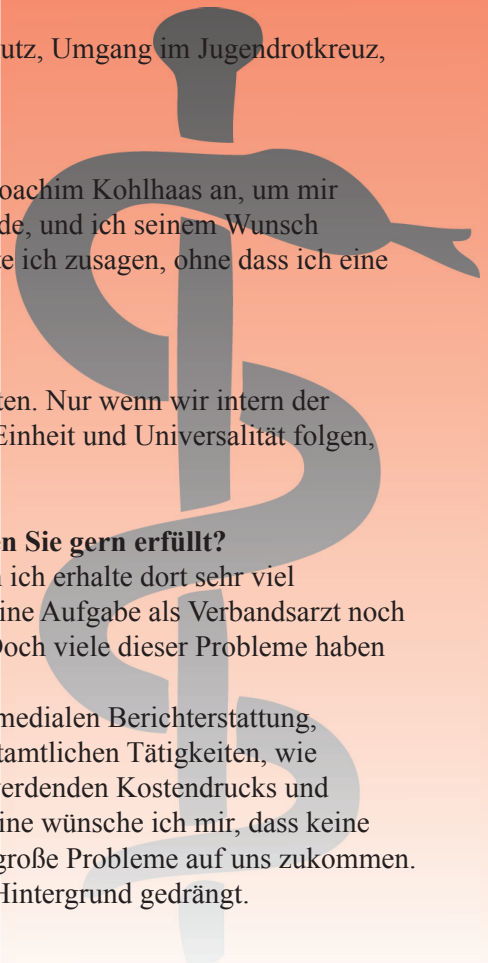 utz, Umgang im Jugendrotkreuz,
oachim Kohlhaas an, um mir
de, und ich seinem Wunsch
te ich zusagen, ohne dass ich eine
ten. Nur wenn wir intern der
Einheit und Universalität folgen,
en Sie gern erfüllt?
n ich erhalte dort sehr viel
ine Aufgabe als Verbandsarzt noch
Doch viele dieser Probleme haben
medialen Berichterstattung,
tamtlichen Tätigkeiten, wie
verdenden Kostendrucks und
ine wünsche ich mir, dass keine
große Probleme auf uns zukommen.
Hintergrund gedrängt.